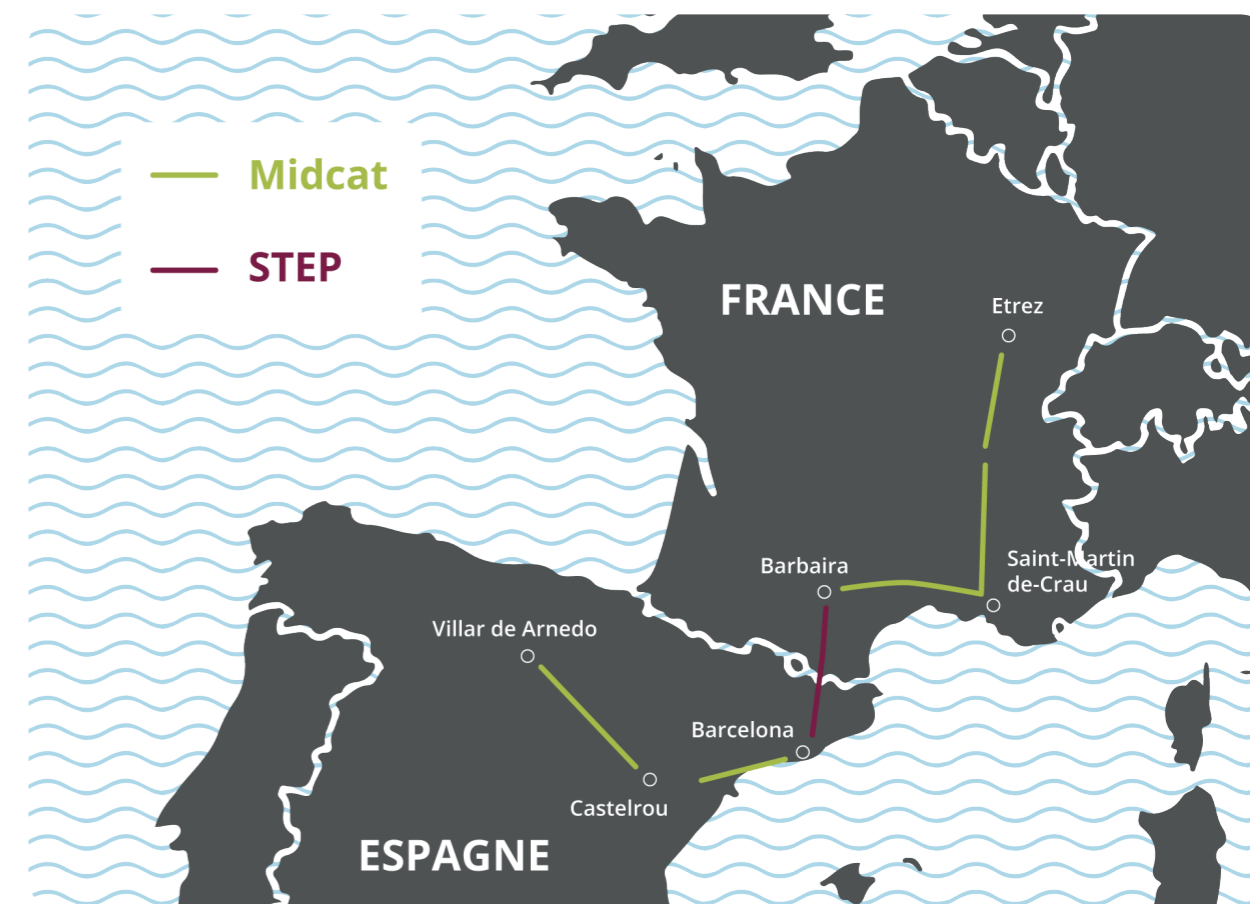 Midcat
STEP
FRANCE
Etrez
Barbaira
Saint-Martin
de-Crau
Villar de Arnedo
Barcelona
Castelrou
ESPAGNE